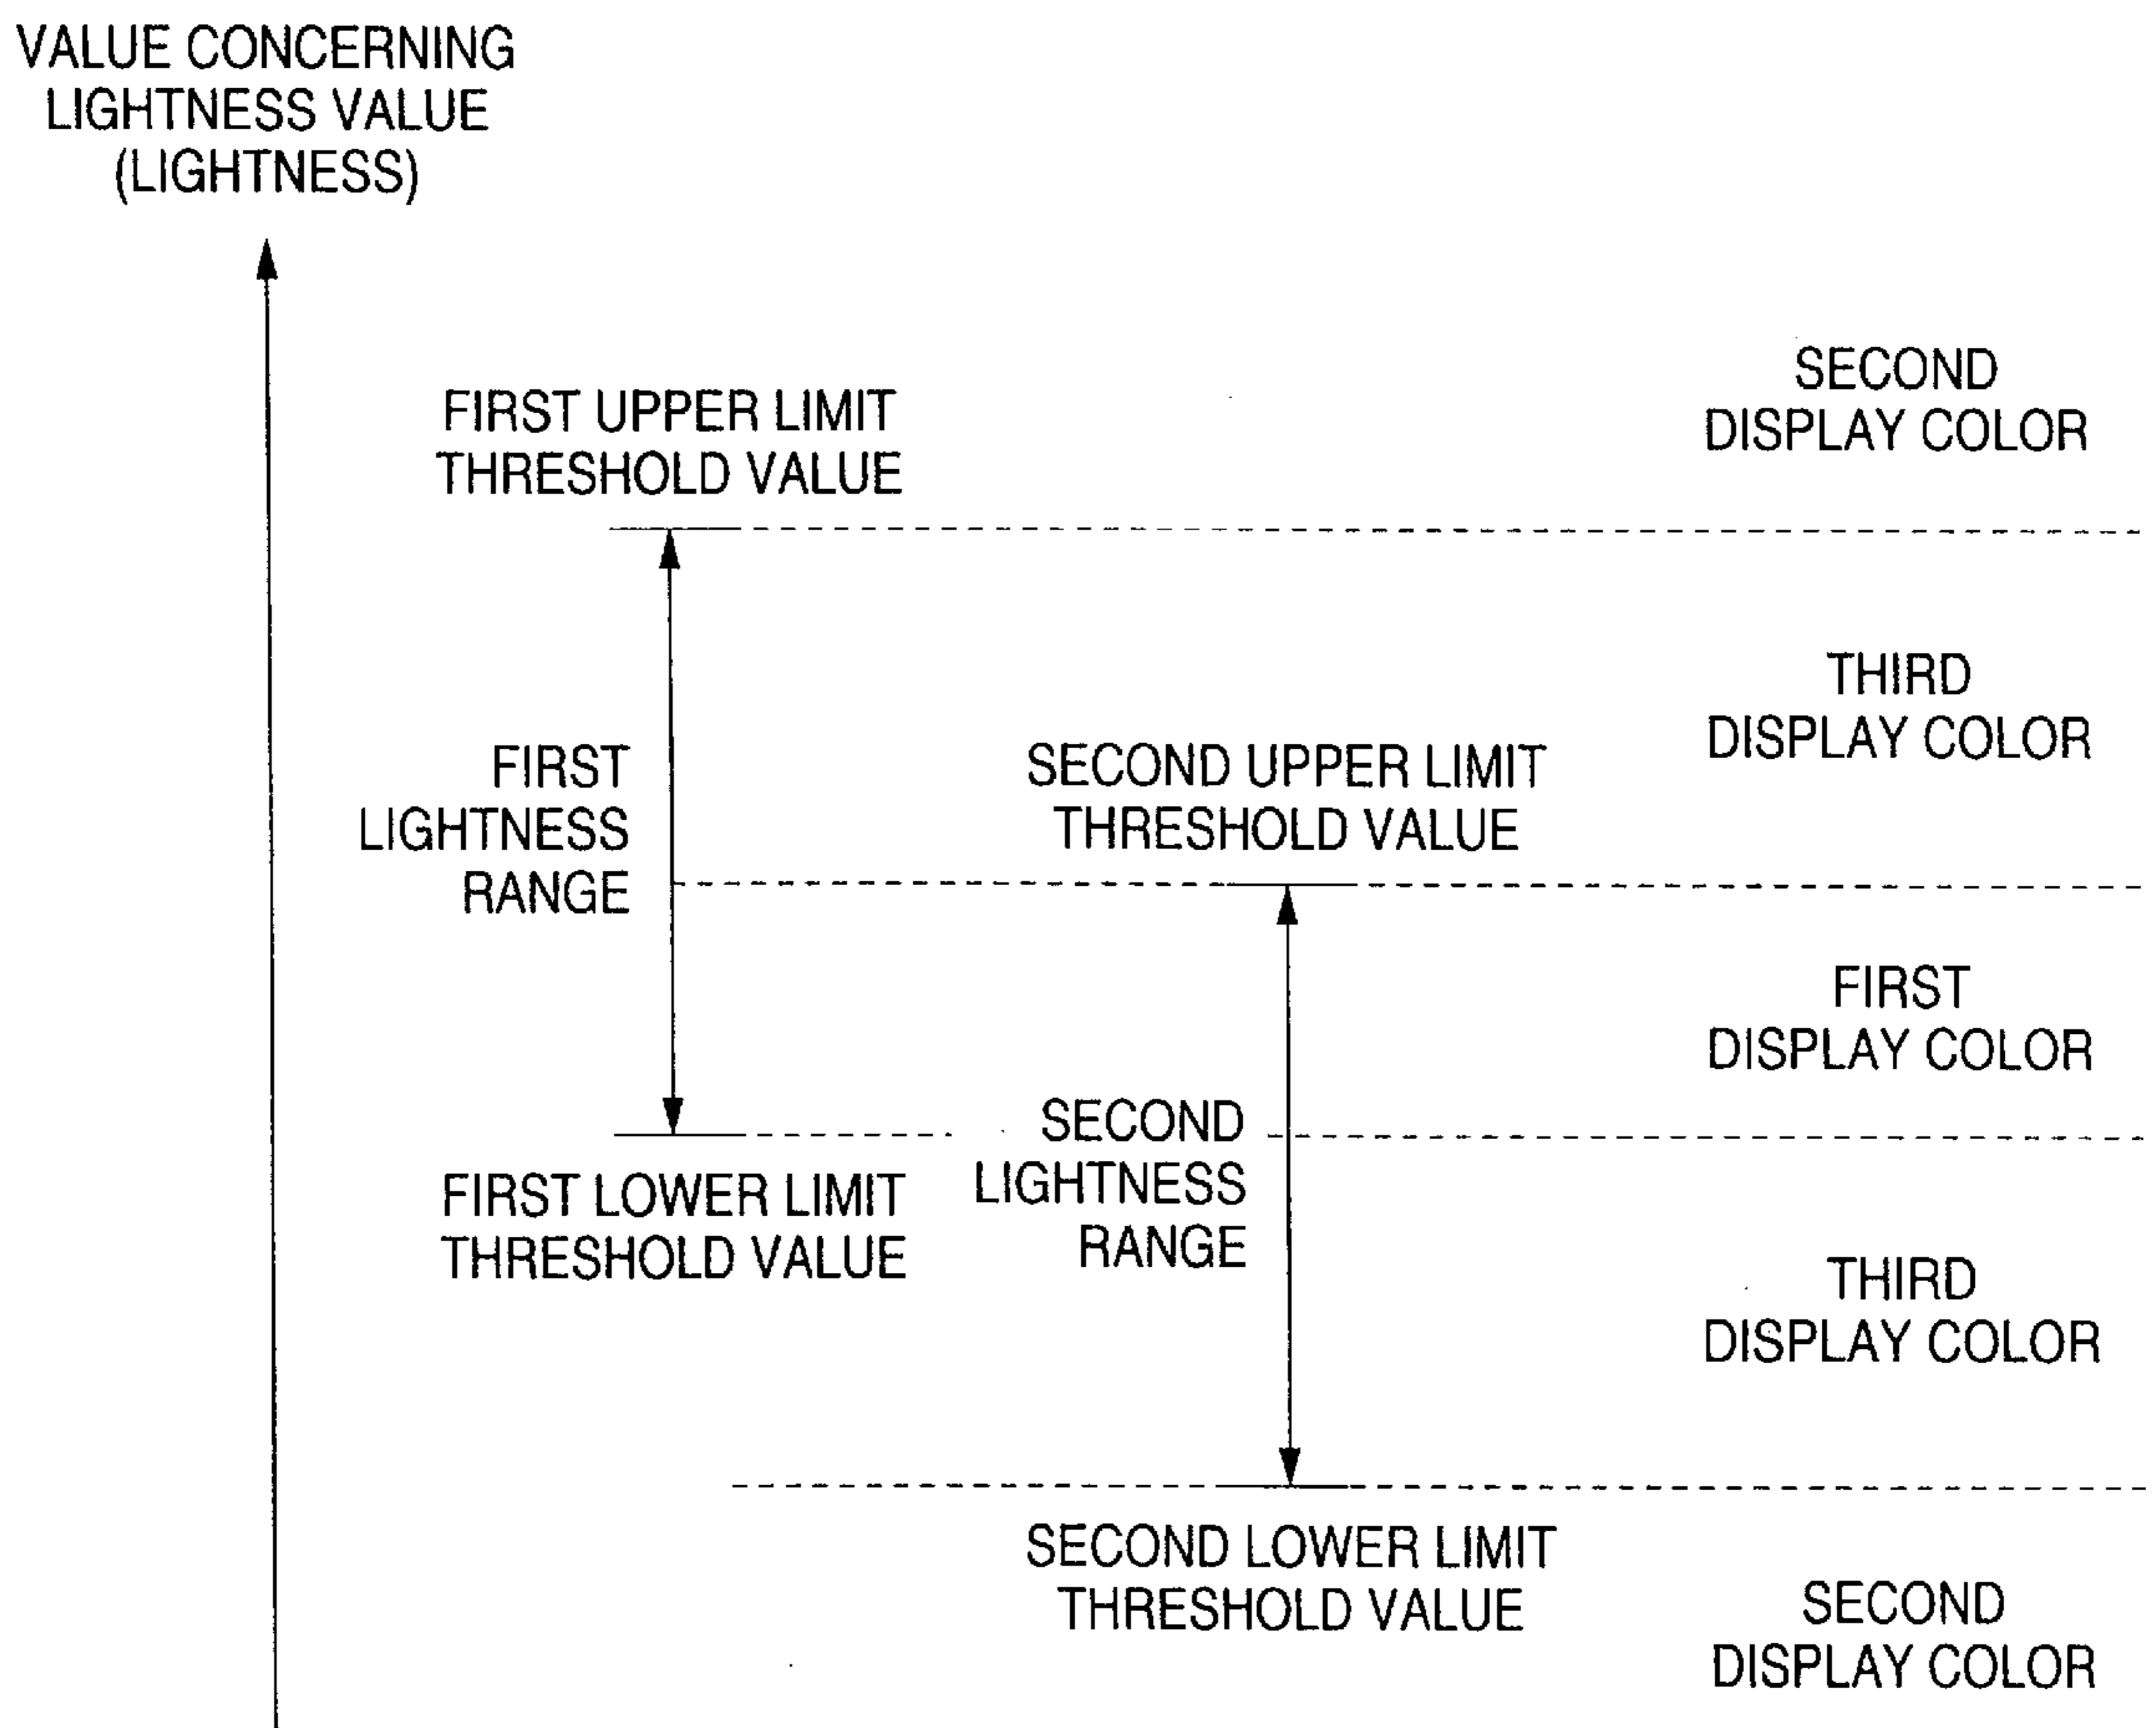 VALUE CONCERNING
LIGHTNESS VALUE
(LIGHTNESS)
FIRST UPPER LIMIT
THRESHOLD VALUE
SECOND
DISPLAY COLOR
THIRD
DISPLAY COLOR
FIRST
LIGHTNESS
RANGE
SECOND UPPER LIMIT
THRESHOLD VALUE
FIRST
DISPLAY COLOR
SECOND
LIGHTNESS
RANGE
FIRST LOWER LIMIT
THRESHOLD VALUE
THIRD
DISPLAY COLOR
SECOND LOWER LIMIT
THRESHOLD VALUE
SECOND
DISPLAY COLOR